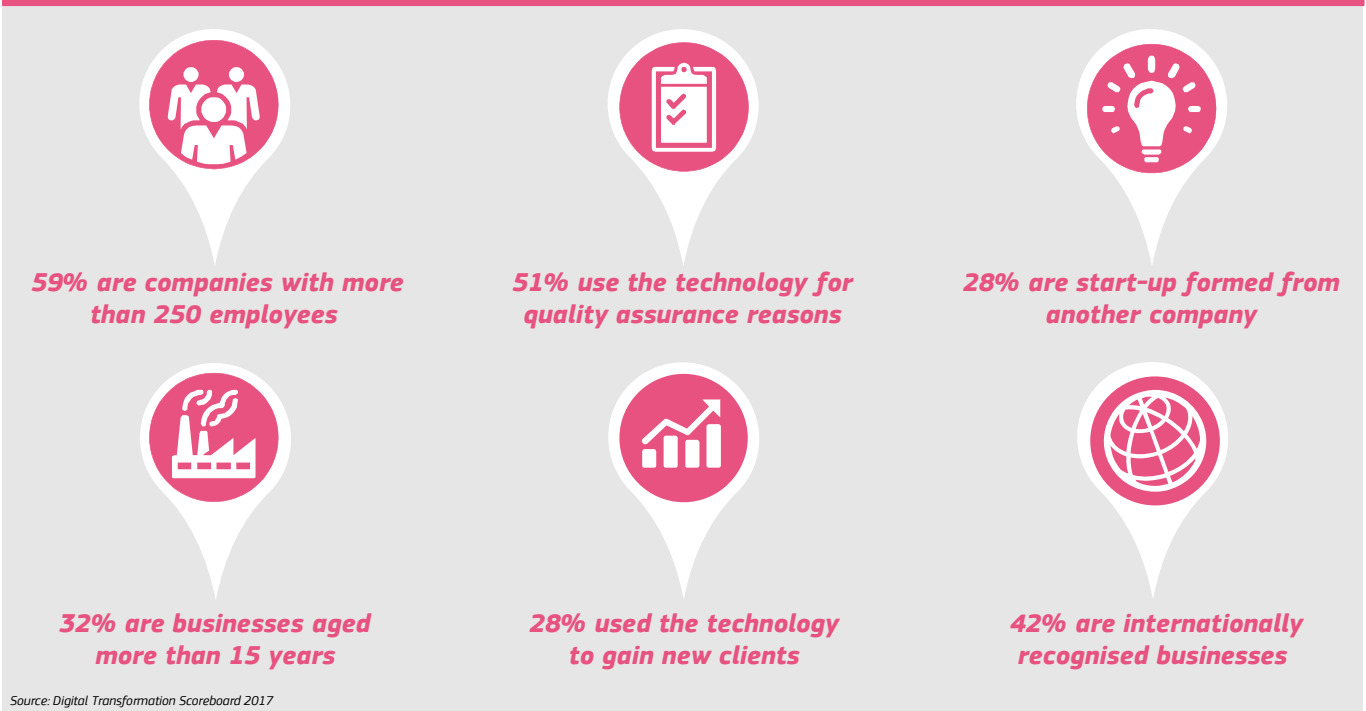 59% are companies with more
than 250 employees
51% use the technology for
quality assurance reasons
28% are start-up formed from
another company
32% are businesses aged
more than 15 years
28% used the technology
to gain new clients
42% are internationally
recognised businesses
Source: Digital Transformation Scoreboard 2017